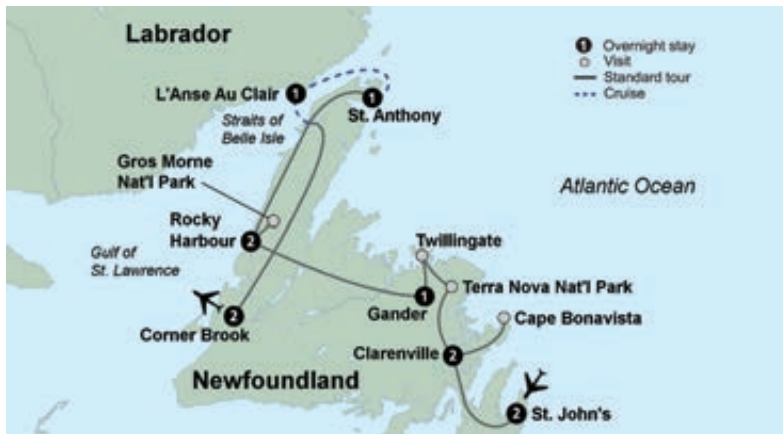 Labrador
1 Overnight stay
Visit
Standard tour
Cruise
L'Anse Au Clair 1
1
St. Anthony
Straits of
Belle Isle
Gros Morne
Nat'l Park
Atlantic Ocean
Rocky
Harbour 2
Gulf of
St. Lawrence
Twillingate
Terra Nova Nat'l Park
1
Gander
Cape Bonavista
2
Corner Brook
Clarenville 2
Newfoundland
2 St. John's